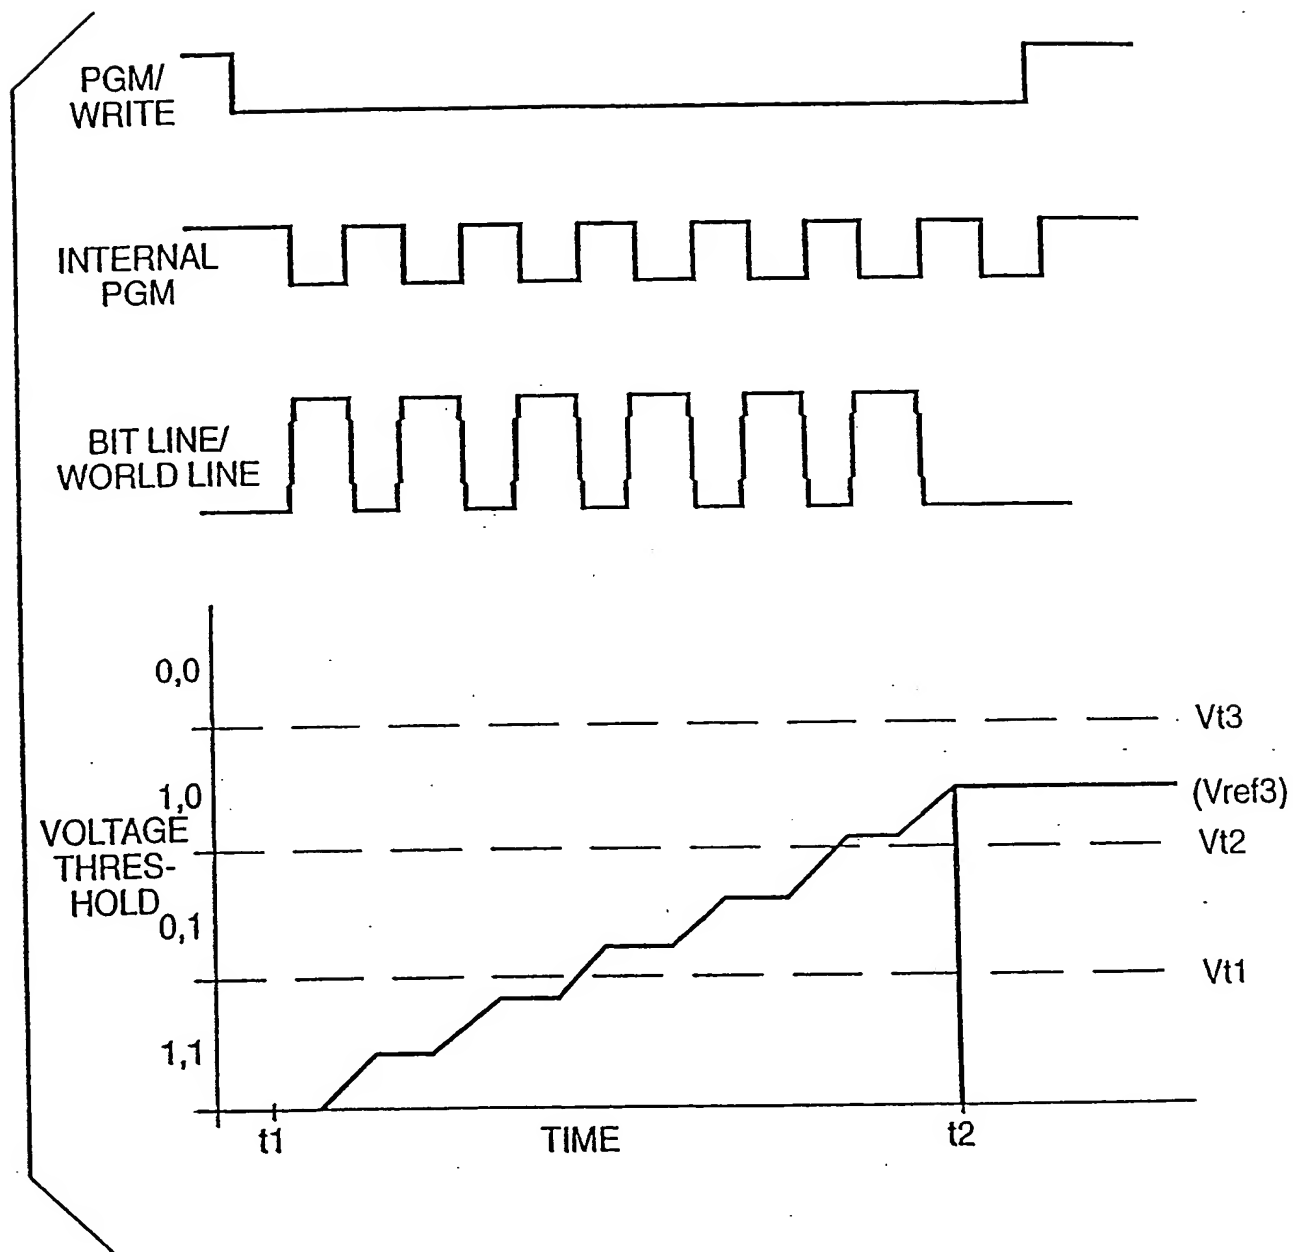 PGM/
WRITE
INTERNAL
PGM
BIT LINE/
WORLD LINE
0,0
Vt3
1,0
(Vref3)
VOLTAGE
THRES-
HOLD
Vt2
0,1
Vt1
1,1
t1
TIME
t2